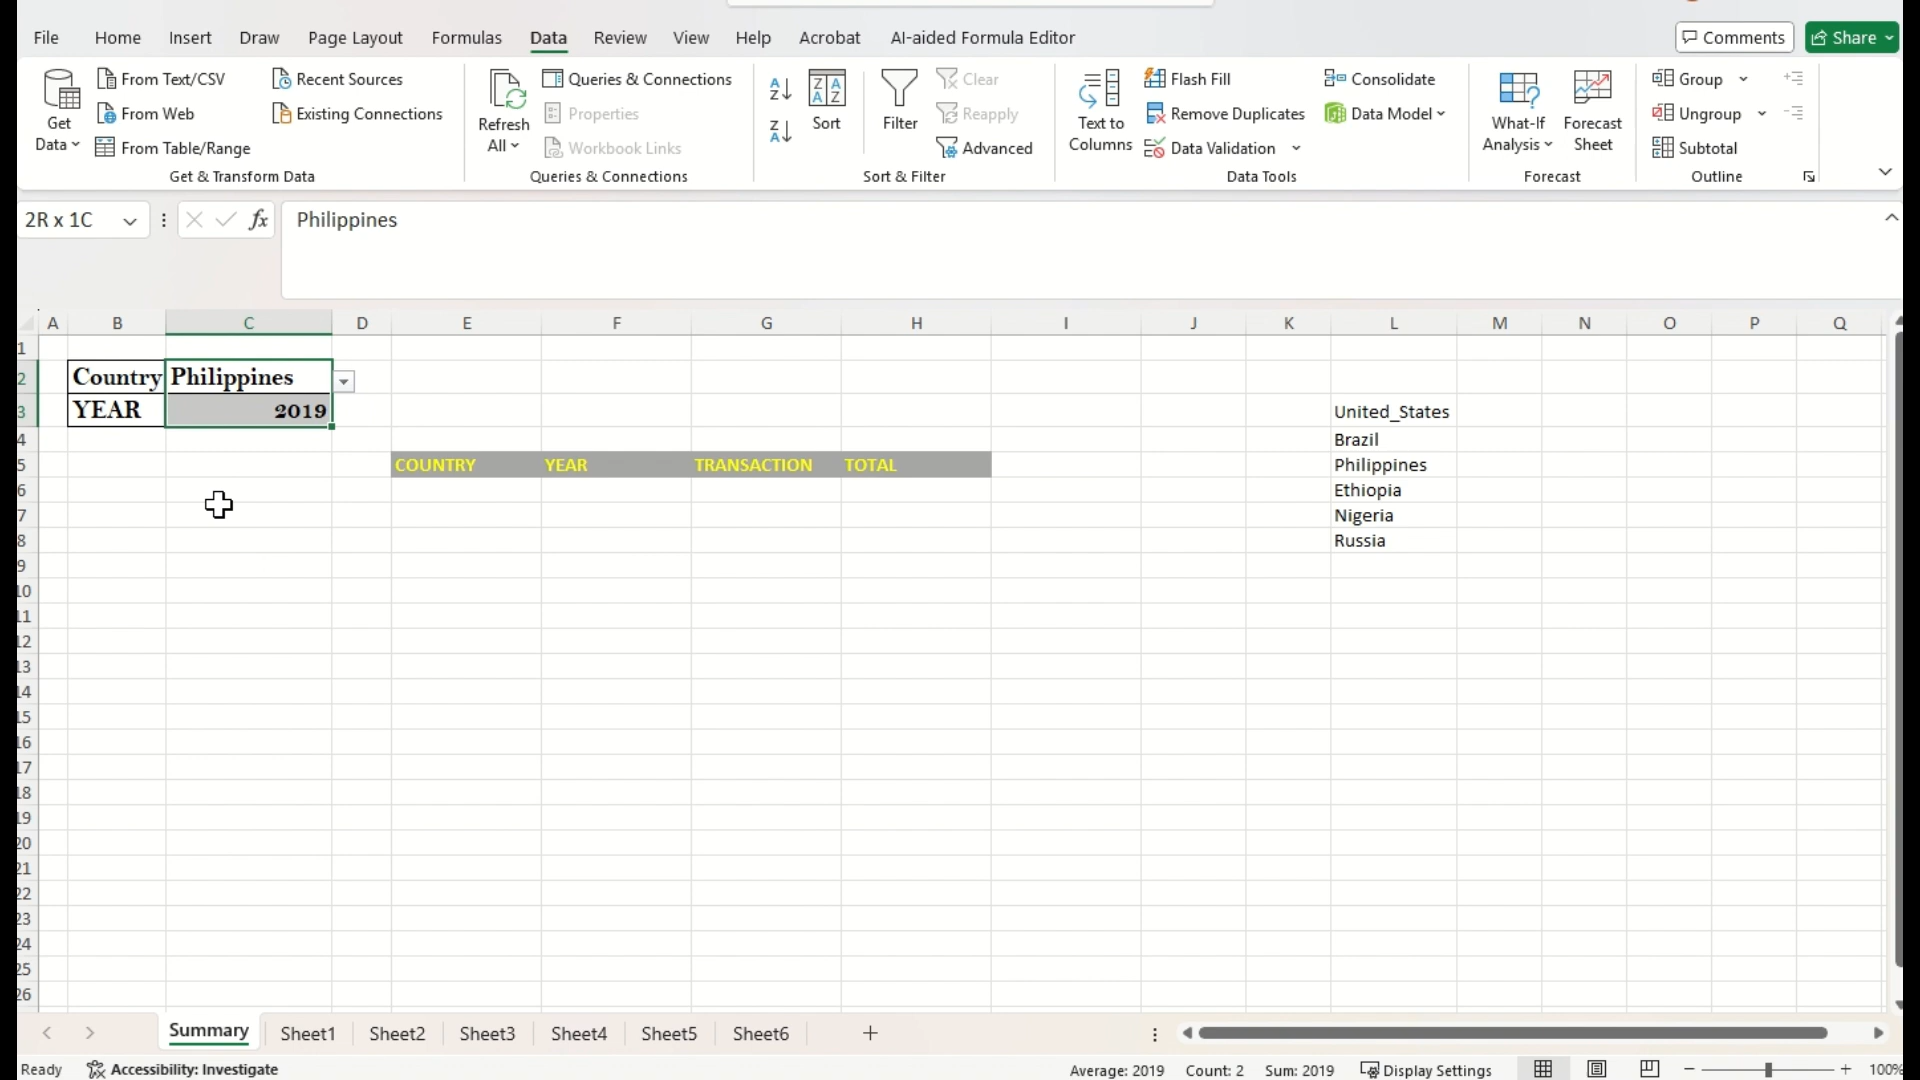 File Home Insert Draw Page Layout Formulas Data Review View Help Acrobat AI-aided Formula Editor Comments Share
Get Data
From Text/CSV
From Web
From Table/Range
Recent Sources
Existing Connections
Get & Transform Data
Refresh All
Queries & Connections
Properties
Workbook Links
Queries & Connections
Sort
Filter
Clear
Reapply
Advanced
Sort & Filter
Text to Columns
Flash Fill
Remove Duplicates
Data Validation
Consolidate
Data Model
Data Tools
What-If Analysis
Forecast Sheet
Forecast
Group
Ungroup
Subtotal
Outline
2R x 1C fx Philippines
A B C D E F G H I J K L M N O P Q
1
2 Country Philippines
3 YEAR 2019 United_States
4 Brazil
5 COUNTRY YEAR TRANSACTION TOTAL Philippines
6 Ethiopia
7 Nigeria
8 Russia
9
10
11
12
13
14
15
16
17
18
19
20
21
22
23
24
25
26
Summary Sheet1 Sheet2 Sheet3 Sheet4 Sheet5 Sheet6
Ready Accessibility: Investigate Average: 2019 Count: 2 Sum: 2019 Display Settings 100%